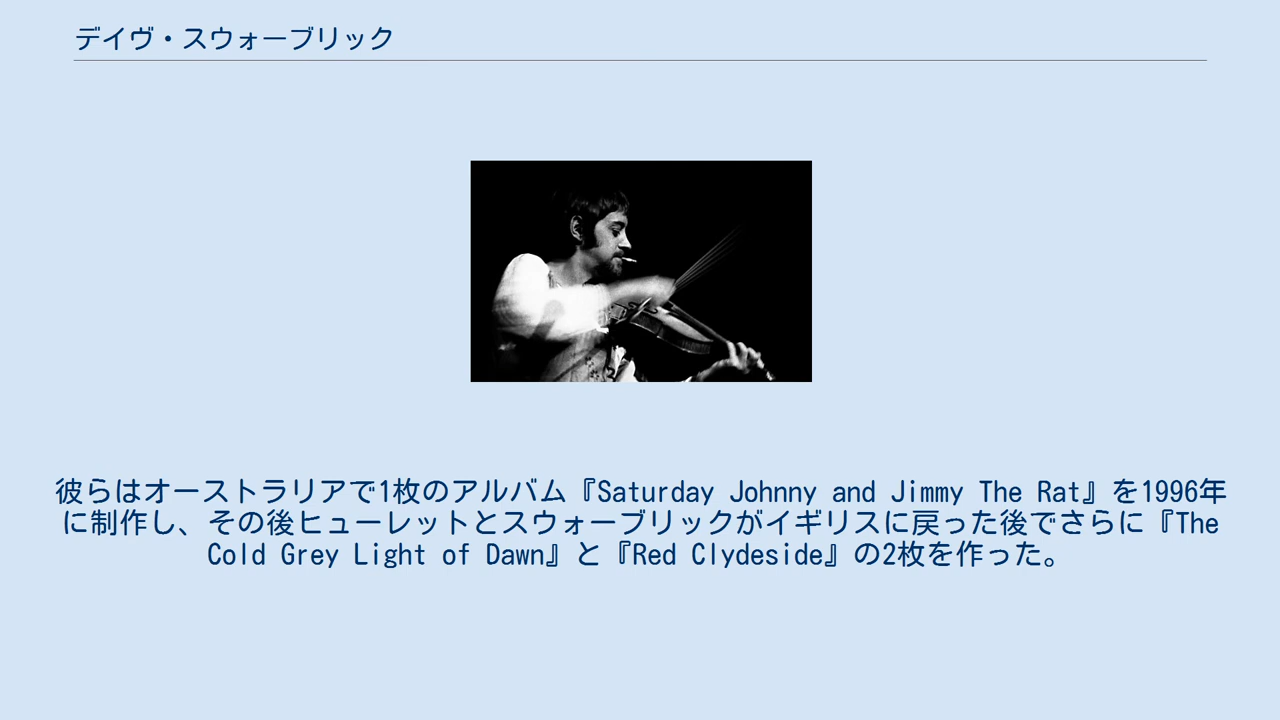 デイヴ・スウォーブリック
彼らはオーストラリアで1枚のアルバム『Saturday Johnny and Jimmy The Rat』を1996年
に制作し、その後ヒューレットとスウォーブリックがイギリスに戻った後でさらに『The
Cold Grey Light of Dawn』と『Red Clydeside』の2枚を作った。